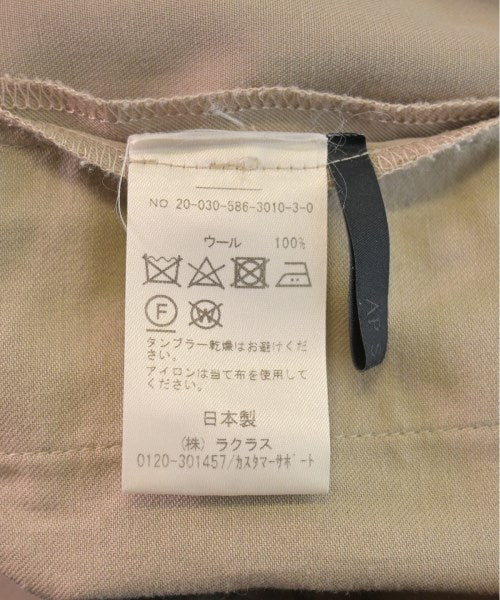 NO 20-030-586-3010-3-0
ウール 100%
F W
タンブラー乾燥はお避けくだ
さい。
アイロンは当て布を使用して
ください。
日本製
(株) ラクラス
0120-301457/カスタマーサポート
AP S